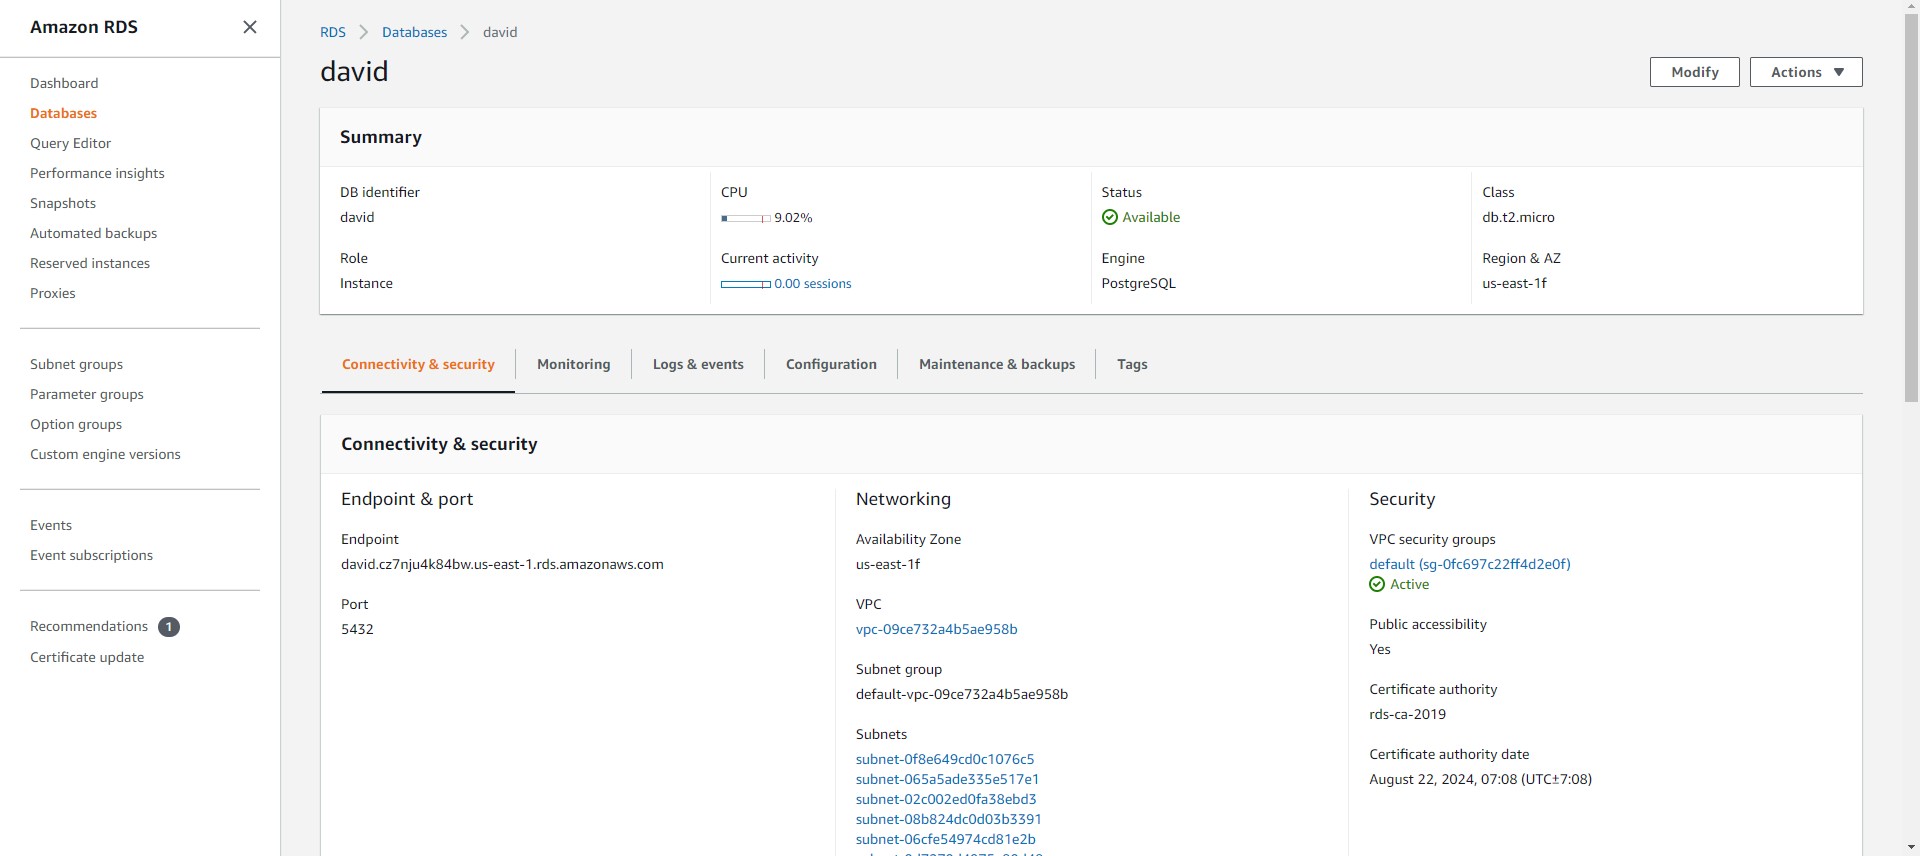 Amazon RDS
Dashboard
Databases
Query Editor
Performance insights
Snapshots
Automated backups
Reserved instances
Proxies
Subnet groups
Parameter groups
Option groups
Custom engine versions
Events
Event subscriptions
Recommendations 1
Certificate update
RDS Databases david
david
Modify
Actions
Summary
DB identifier
david
CPU
9.02%
Status
Available
Class
db.t2.micro
Role
Instance
Current activity
0.00 sessions
Engine
PostgreSQL
Region & AZ
us-east-1f
Connectivity & security
Monitoring
Logs & events
Configuration
Maintenance & backups
Tags
Connectivity & security
Endpoint & port
Endpoint
david.cz7nju4k84bw.us-east-1.rds.amazonaws.com
Port
5432
Networking
Availability Zone
us-east-1f
VPC
vpc-09ce732a4b5ae958b
Subnet group
default-vpc-09ce732a4b5ae958b
Subnets
subnet-0f8e649cd0c1076c5
subnet-065a5ade335e517e1
subnet-02c002ed0fa38ebd3
subnet-08b824dc0d03b3391
subnet-06cfe54974cd81e2b
Security
VPC security groups
default (sg-0fc697c22ff4d2e0f)
Active
Public accessibility
Yes
Certificate authority
rds-ca-2019
Certificate authority date
August 22, 2024, 07:08 (UTC±7:08)